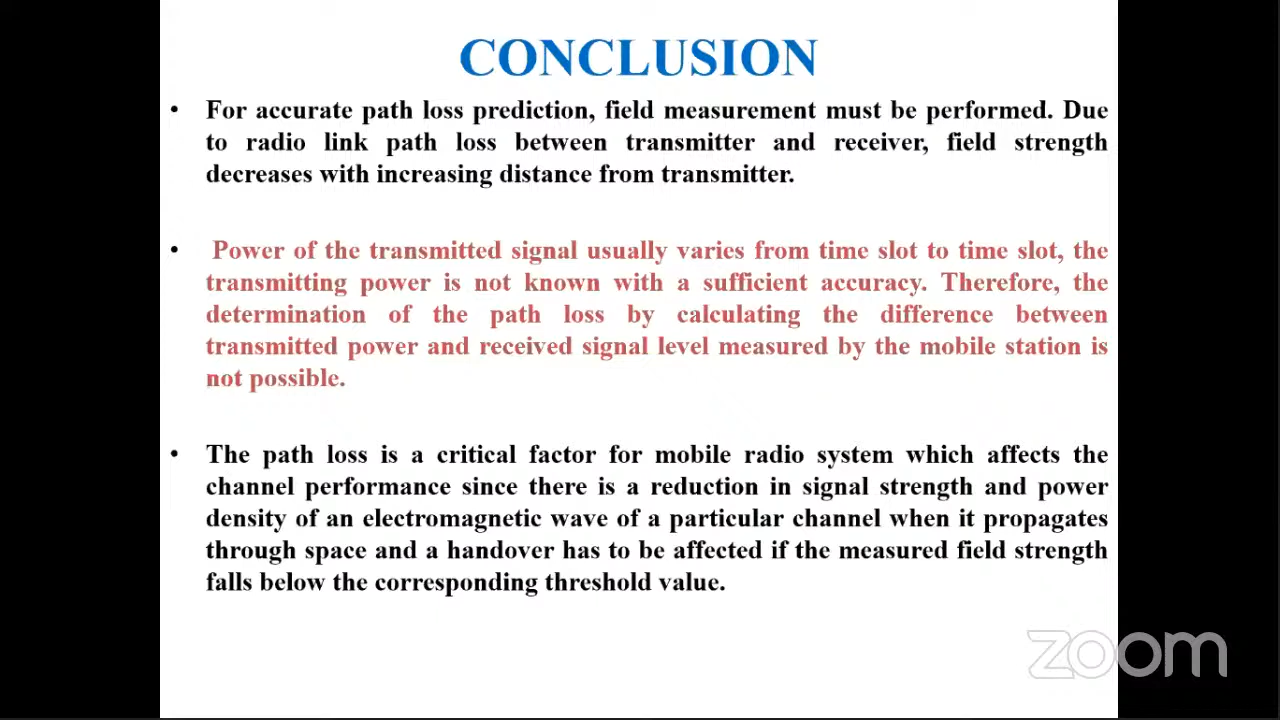 CONCLUSION
• For accurate path loss prediction, field measurement must be performed. Due
to radio link path loss between transmitter and receiver, field strength
decreases with increasing distance from transmitter.
• Power of the transmitted signal usually varies from time slot to time slot, the
transmitting power is not known with a sufficient accuracy. Therefore, the
determination of the path loss by calculating the difference between
transmitted power and received signal level measured by the mobile station is
not possible.
• The path loss is a critical factor for mobile radio system which affects the
channel performance since there is a reduction in signal strength and power
density of an electromagnetic wave of a particular channel when it propagates
through space and a handover has to be affected if the measured field strength
falls below the corresponding threshold value.
zoom